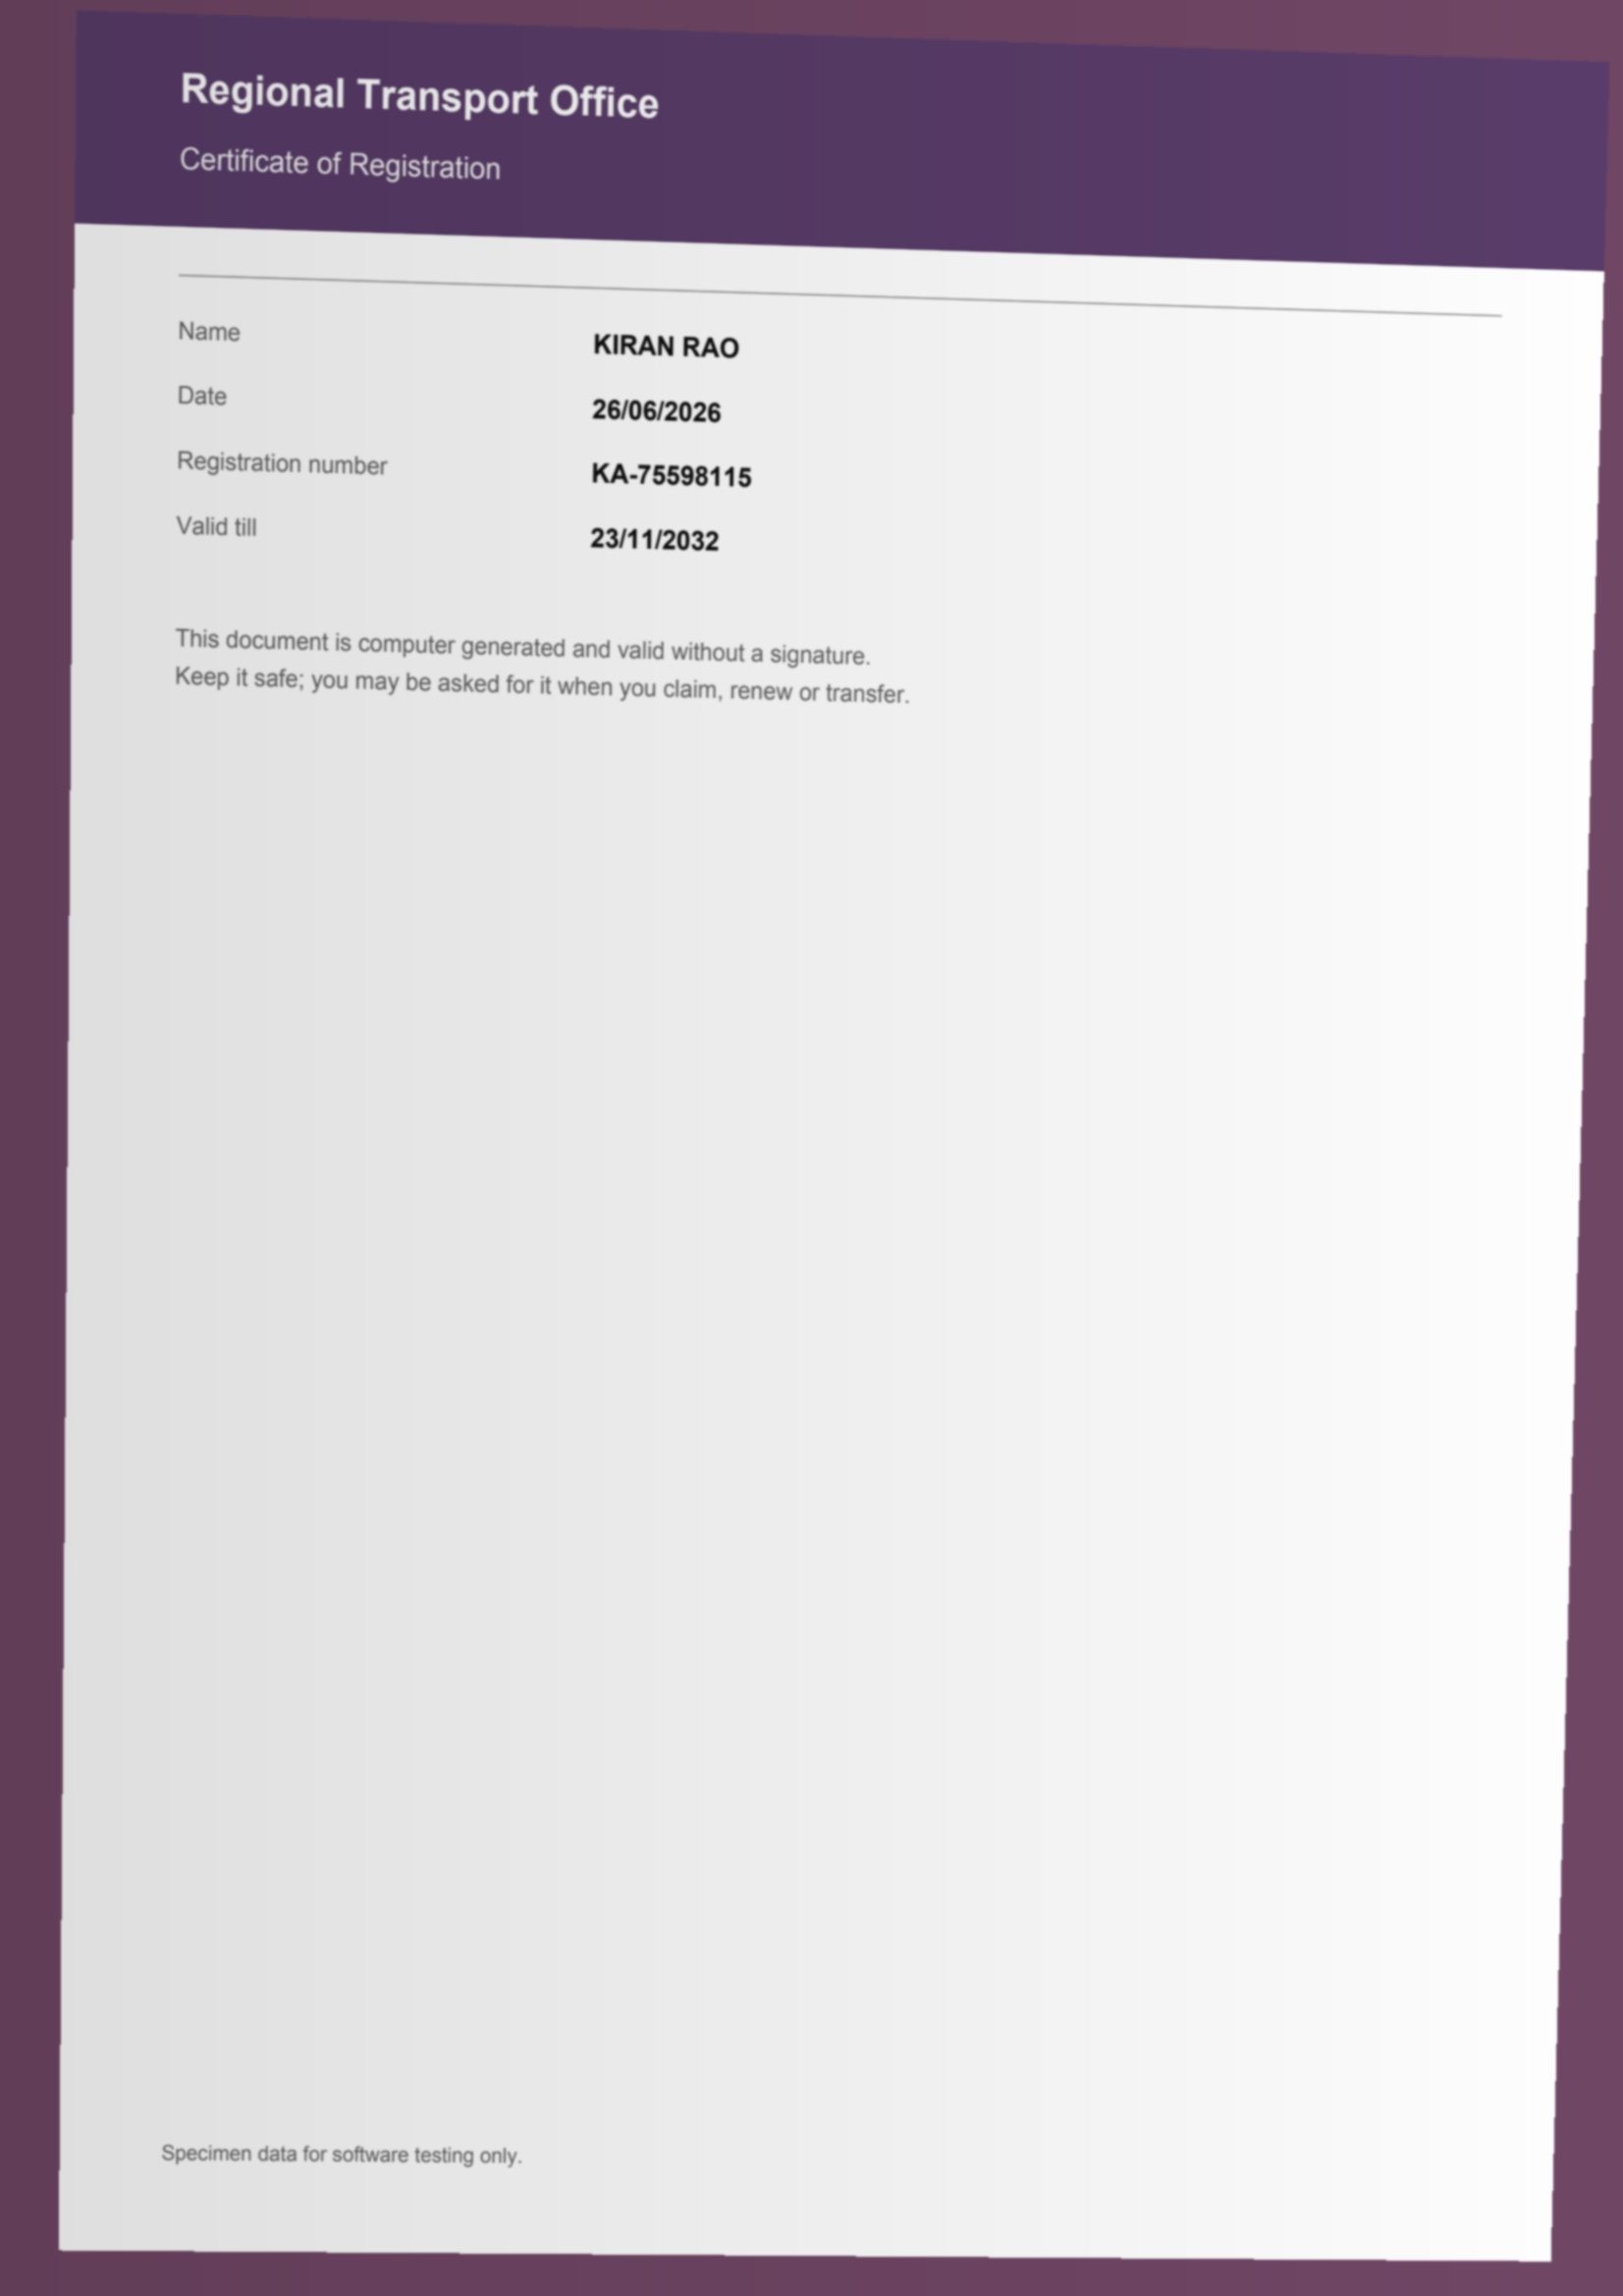 Regional Transport Office
Certificate of Registration
Name KIRAN RAO
Date 26/06/2026
Registration number KA-75598115
Valid till 23/11/2032
This document is computer generated and valid without a signature.
Keep it safe; you may be asked for it when you claim, renew or transfer.
Specimen data for software testing only.